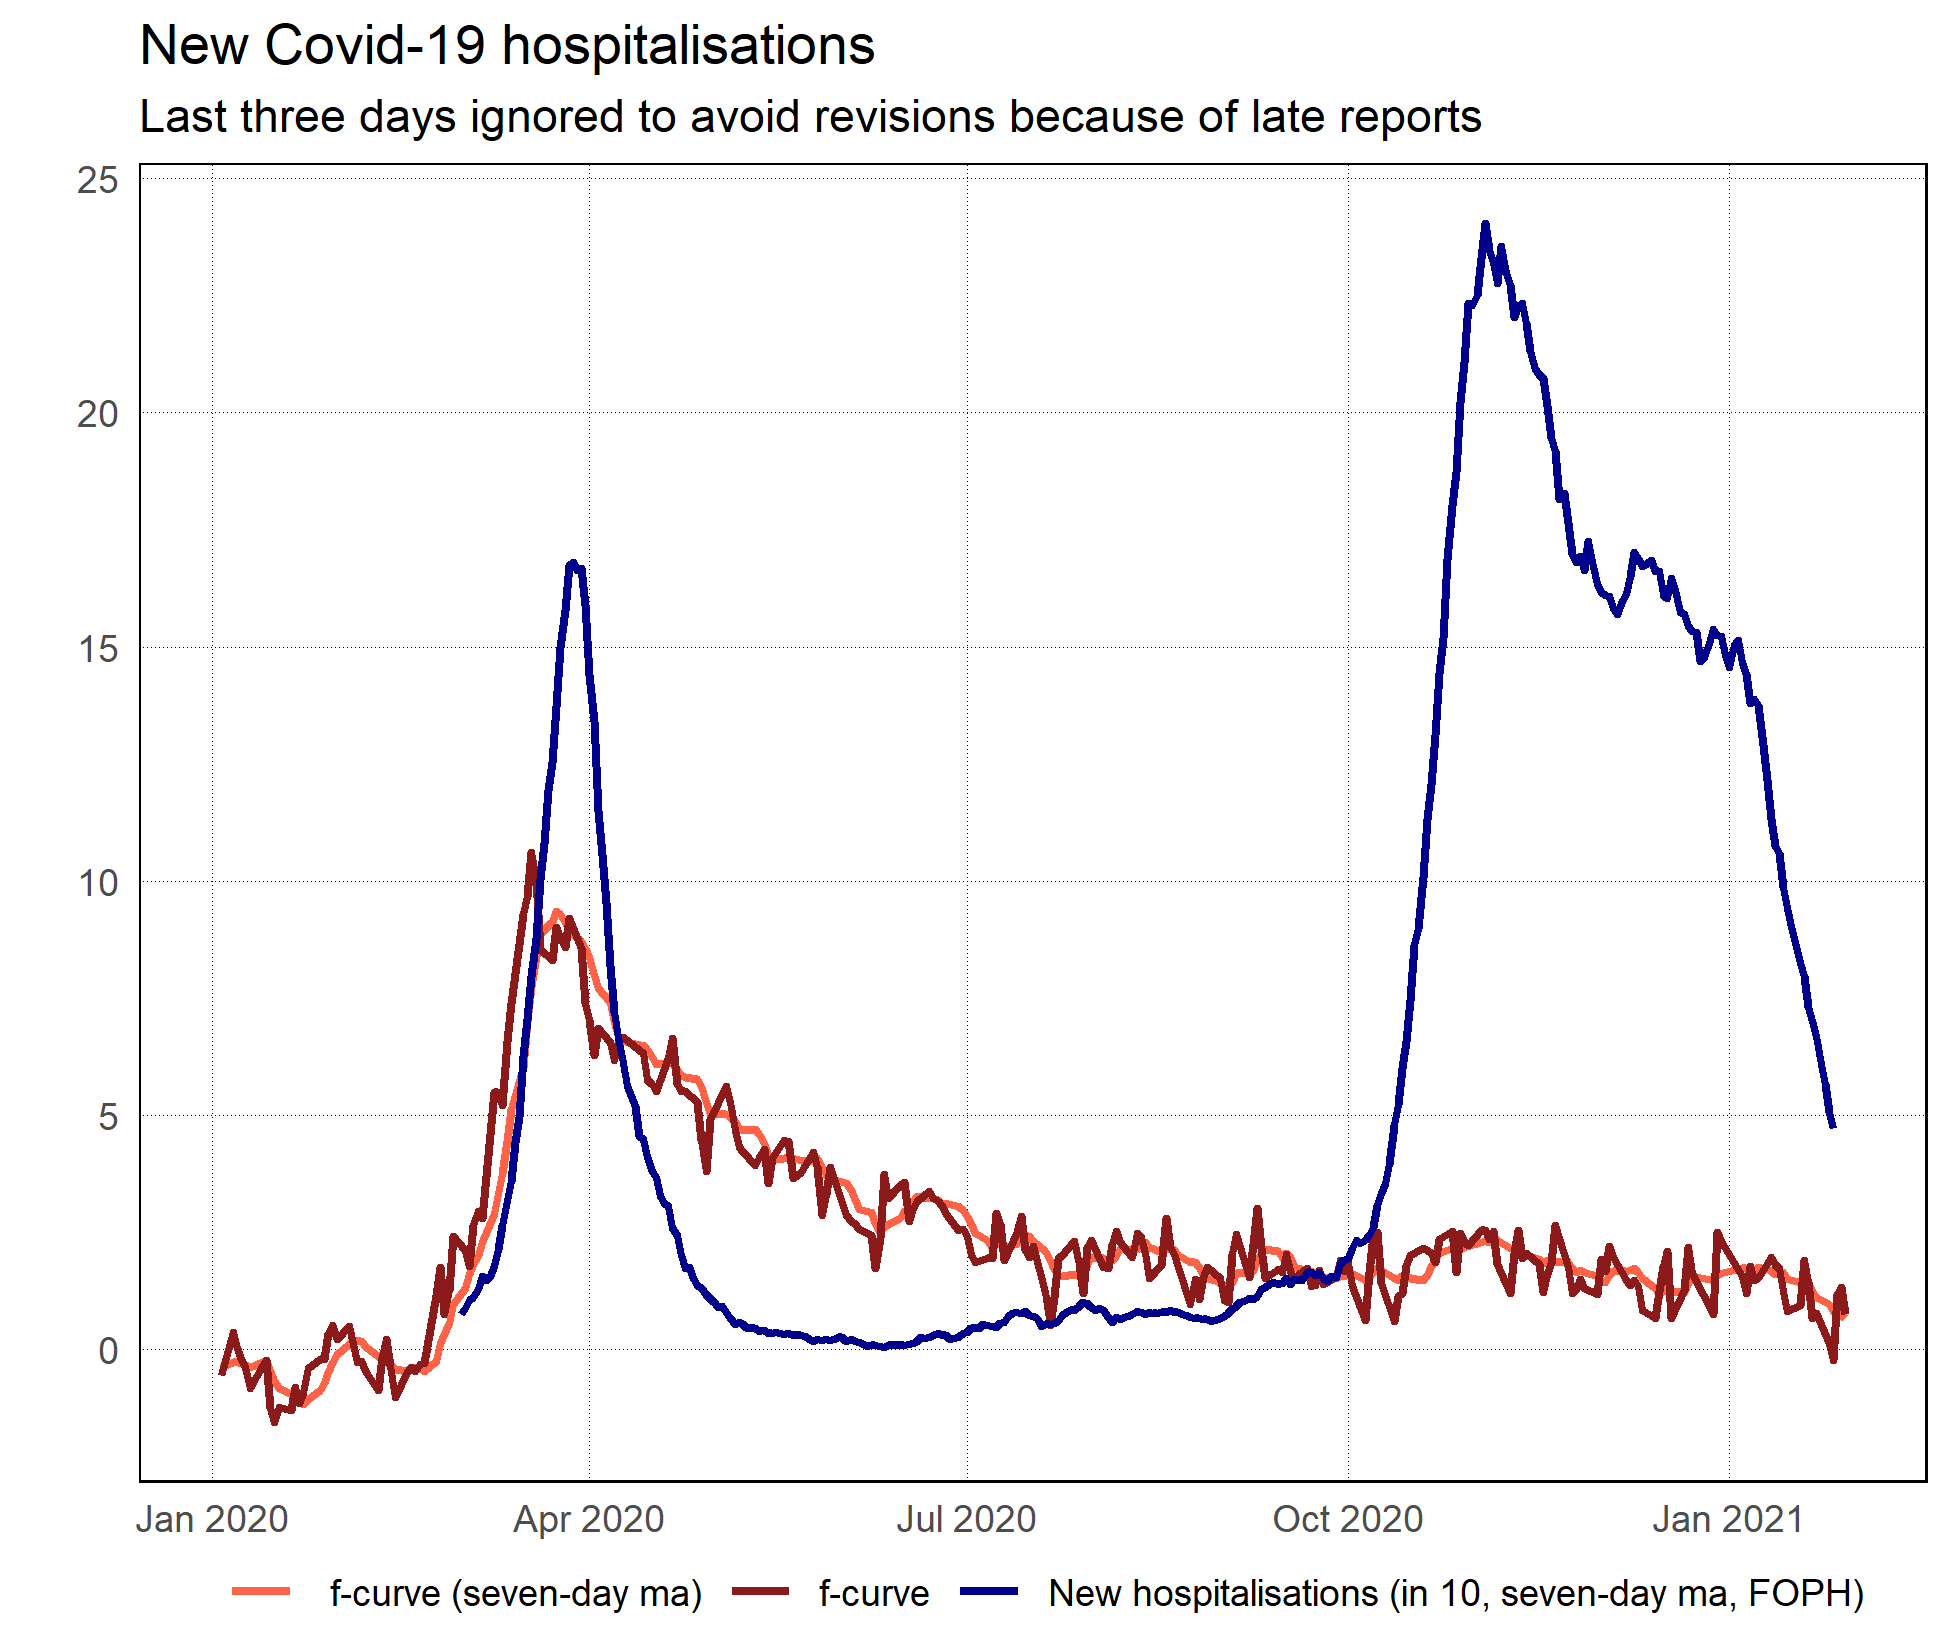 New Covid-19 hospitalisations
Last three days ignored to avoid revisions because of late reports
25
20
15
10
5
0
Jan 2020 Apr 2020 Jul 2020 Oct 2020 Jan 2021
f-curve (seven-day ma) f-curve New hospitalisations (in 10, seven-day ma, FOPH)